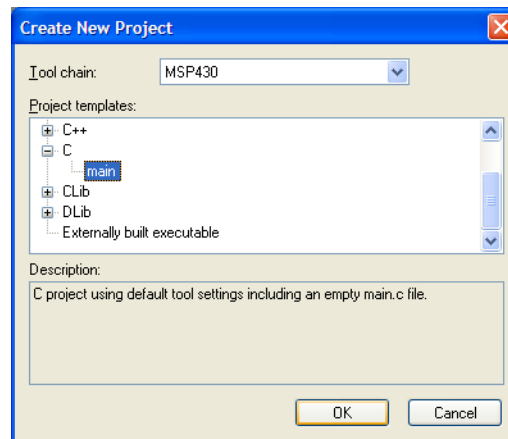 Create New Project
Tool chain:
MSP430
Project templates:
C++
C
main
CLib
DLib
Externally built executable
Description:
C project using default tool settings including an empty main.c file.
OK
Cancel